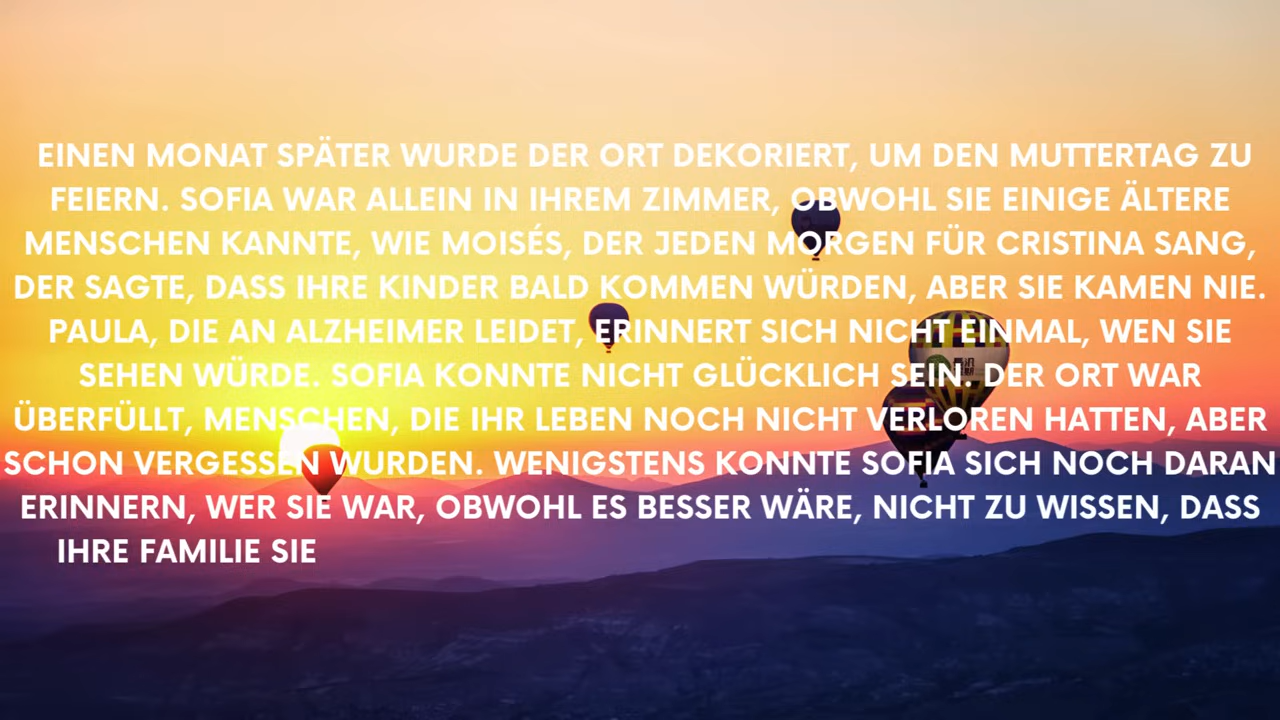 EINEN MONAT SPÄTER WURDE DER ORT DEKORIERT, UM DEN MUTTERTAG ZU
FEIERN. SOFIA WAR ALLEIN IN IHREM ZIMMER, OBWOHL SIE EINIGE ÄLTERE
MENSCHEN KANNTE, WIE MOISÉS, DER JEDEN MORGEN FÜR CRISTINA SANG,
DER SAGTE, DASS IHRE KINDER BALD KOMMEN WÜRDEN, ABER SIE KAMEN NIE.
PAULA, DIE AN ALZHEIMER LEIDET, ERINNERT SICH NICHT EINMAL, WEN SIE
SEHEN WÜRDE. SOFIA KONNTE NICHT GLÜCKLICH SEIN. DER ORT WAR
ÜBERFÜLLT, MENSCHEN, DIE IHR LEBEN NOCH NICHT VERLOREN HATTEN, ABER
SCHON VERGESSEN WURDEN. WENIGSTENS KONNTE SOFIA SICH NOCH DARAN
ERINNERN, WER SIE WAR, OBWOHL ES BESSER WÄRE, NICHT ZU WISSEN, DASS
IHRE FAMILIE SIE